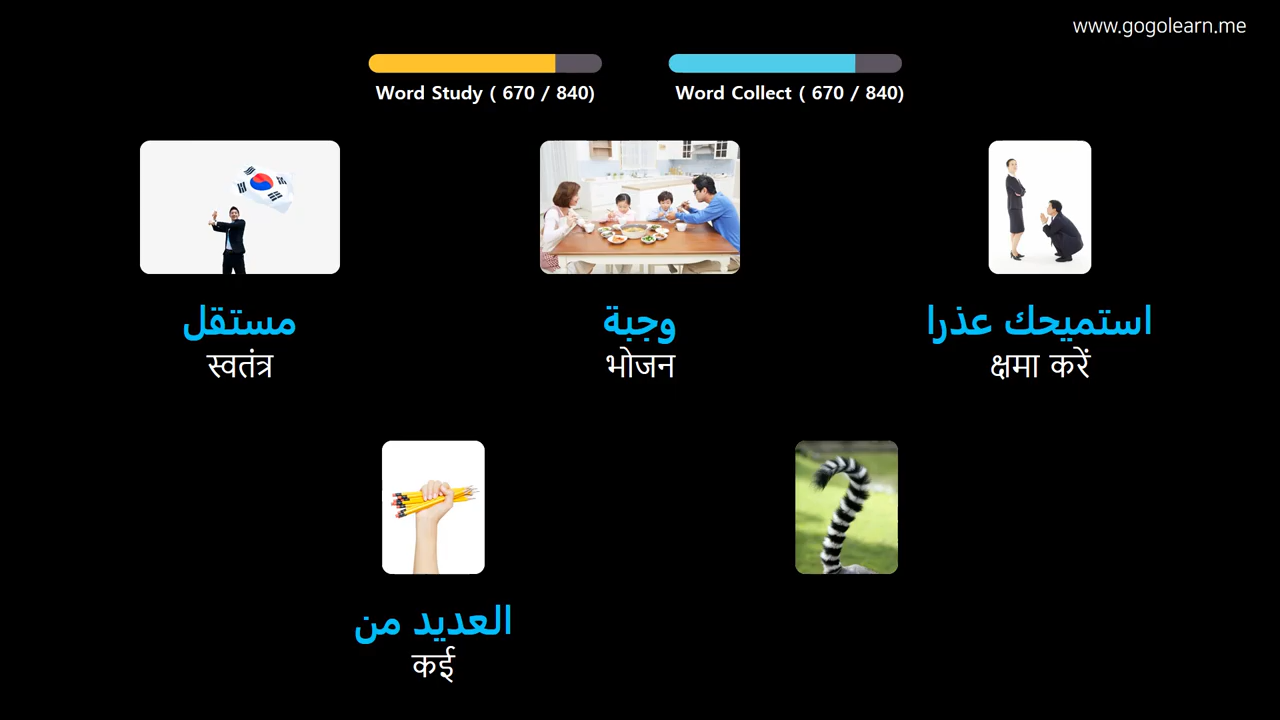 www.gogolearn.me
Word Study ( 670 / 840)
Word Collect ( 670 / 840)
مستقل
स्वतंत्र
وجبة
भोजन
استميحك عذرا
क्षमा करें
العديد من
कई